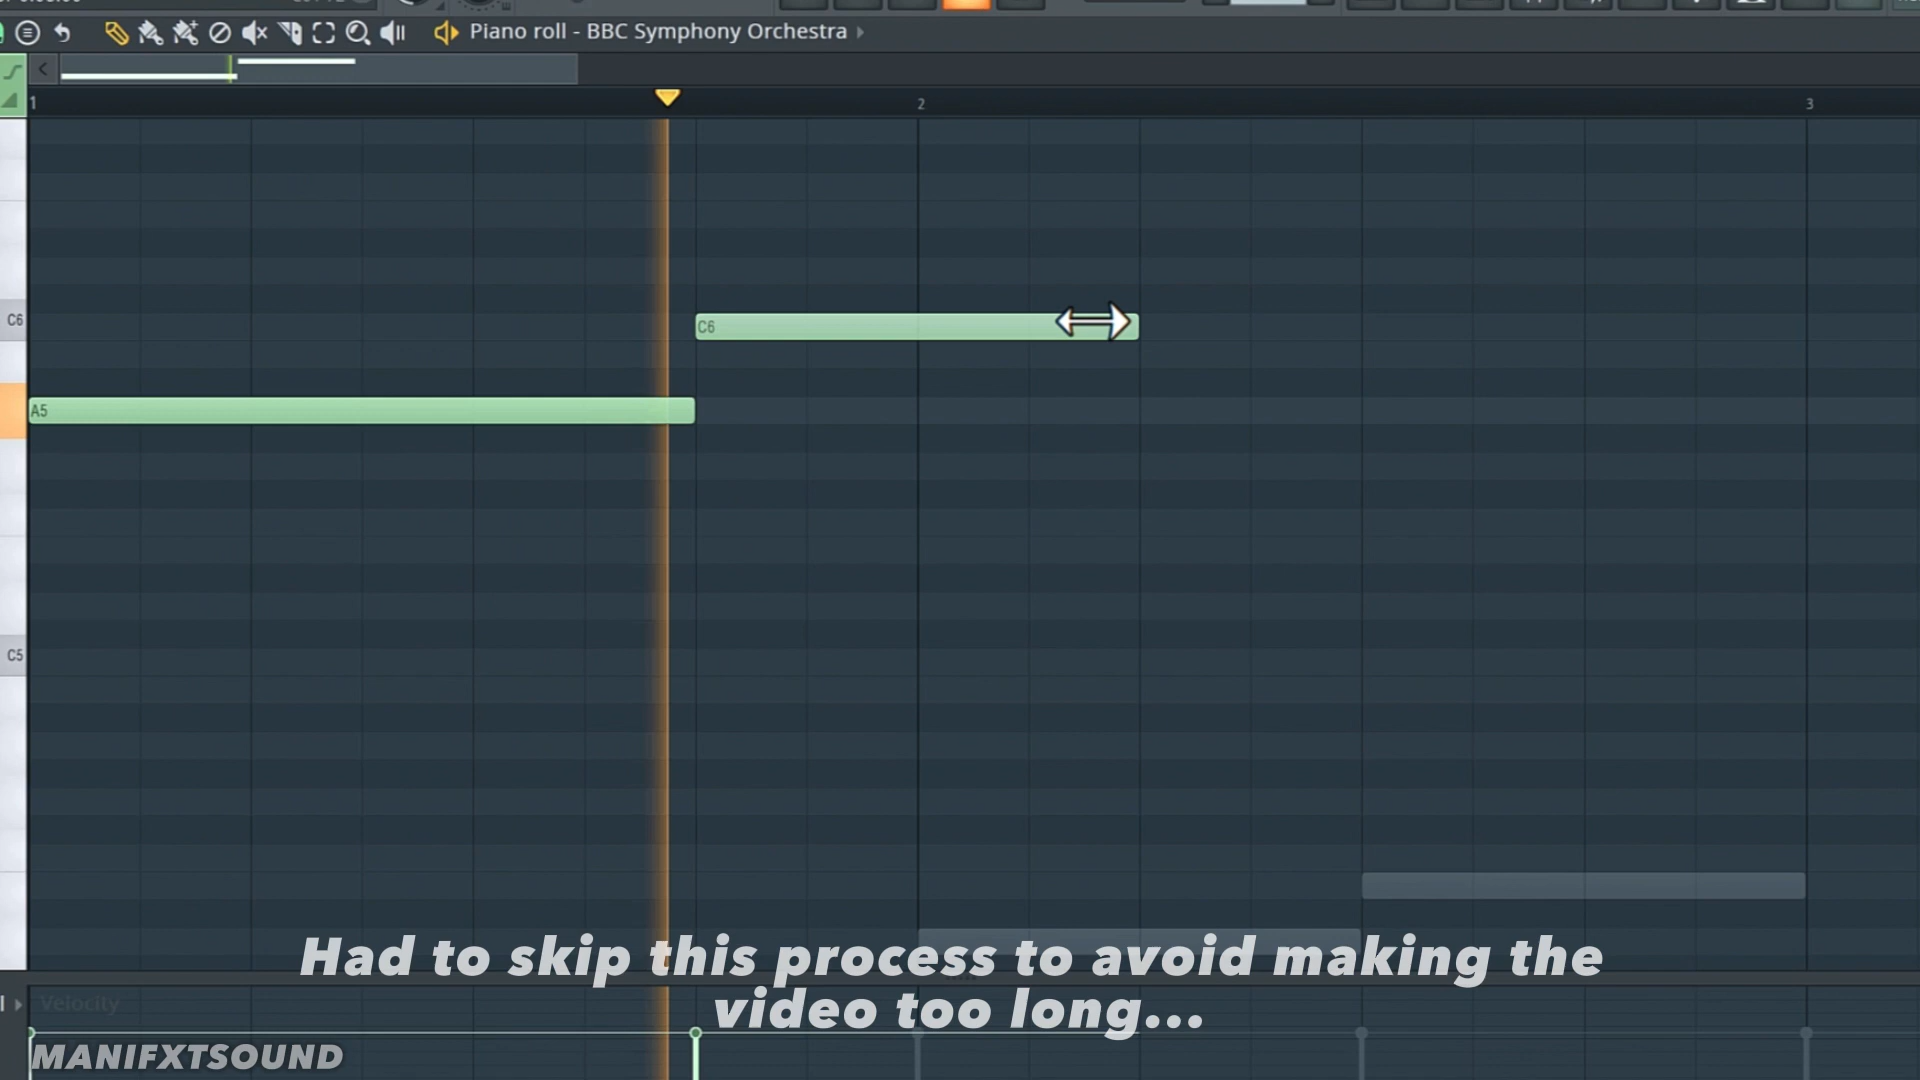 Piano roll - BBC Symphony Orchestra
1
2
3
C6
C6
A5
C5
Had to skip this process to avoid making the
video too long...
Velocity
MANIFXTSOUND